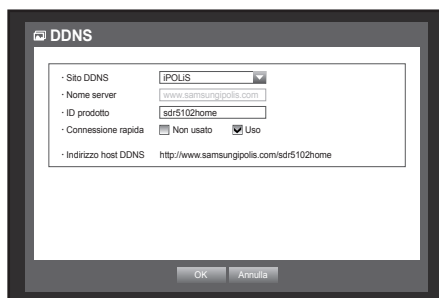 DDNS
· Sito DDNS iPOLiS
· Nome server www.samsungipolis.com
· ID prodotto sdr5102home
· Connessione rapida Non usato Uso
· Indirizzo host DDNS http://www.samsungipolis.com/sdr5102home
OK Annulla